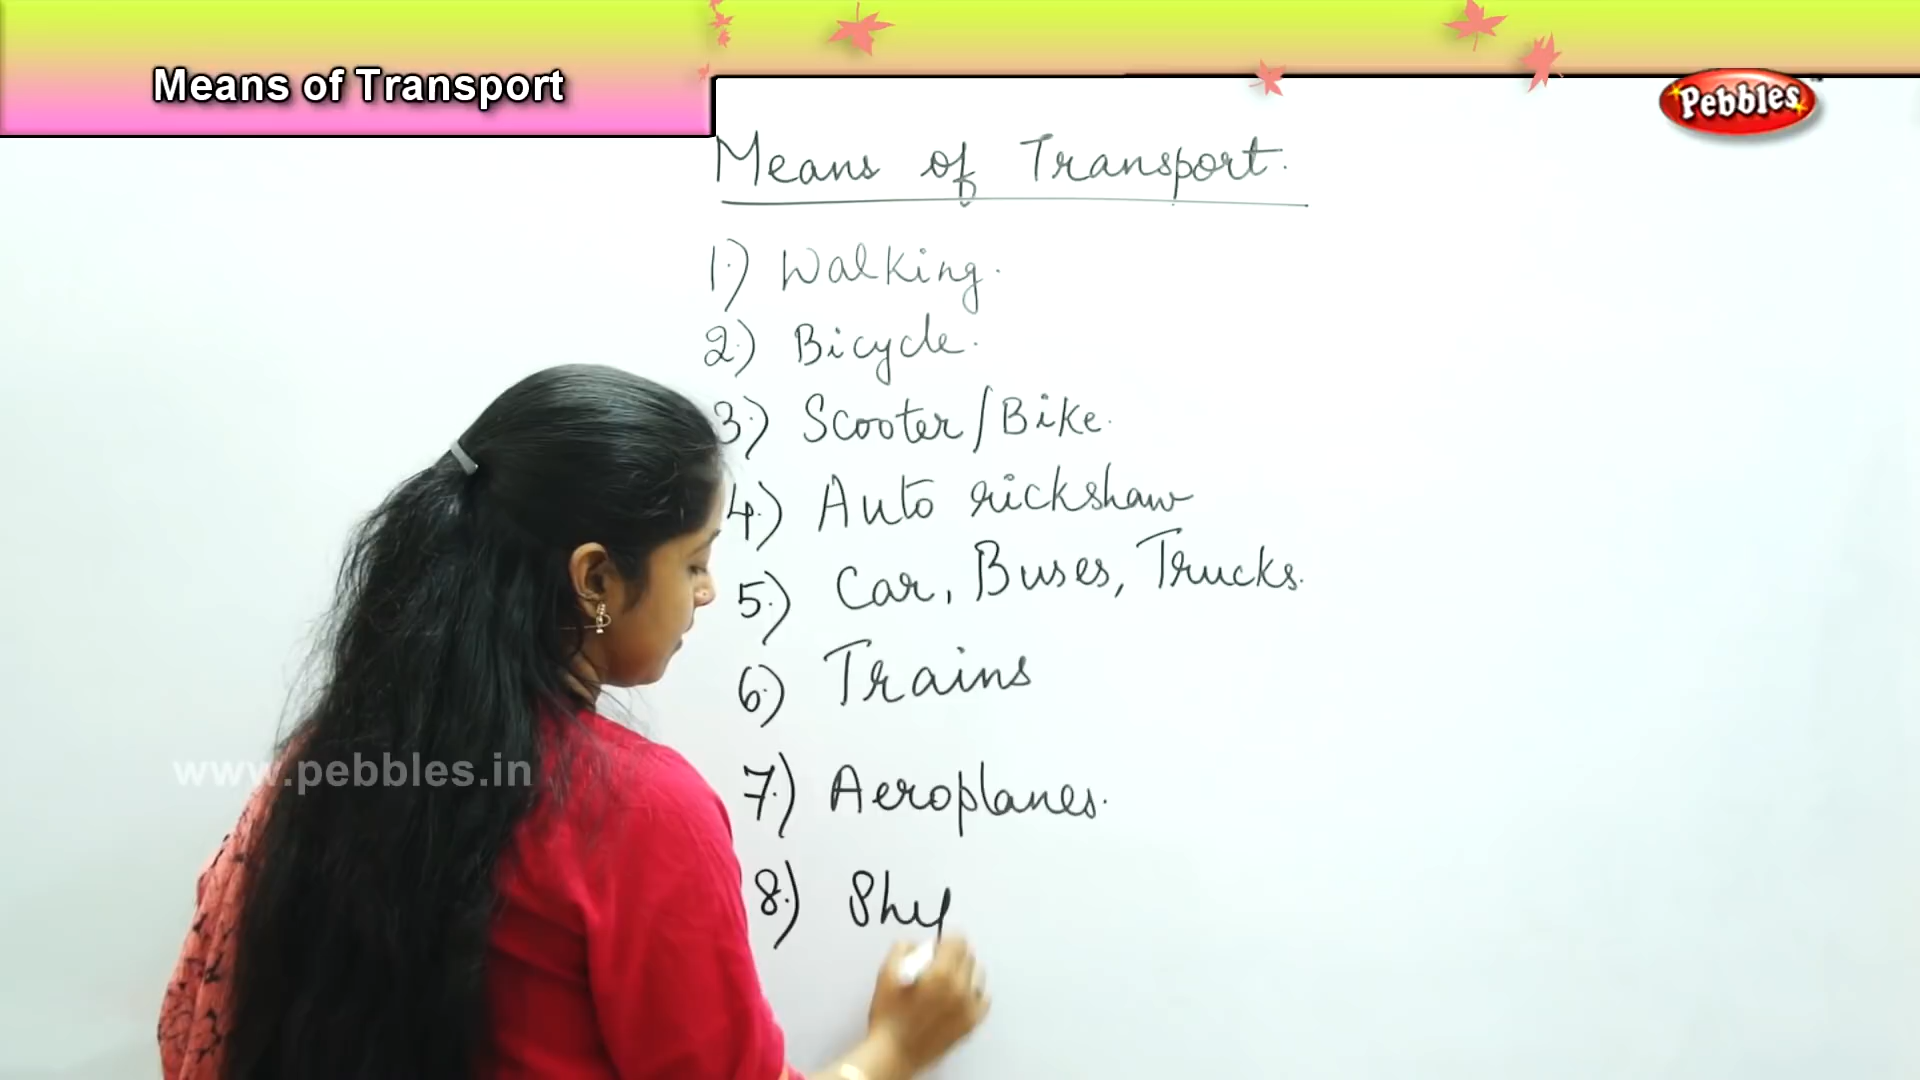 Means of Transport
Pebbles
Means of Transport.
1.) Walking.
2.) Bicycle.
3.) Scooter/Bike.
4.) Auto rickshaw
5.) Car, Buses, Trucks.
6.) Trains
7.) Aeroplanes.
www.pebbles.in
8.)